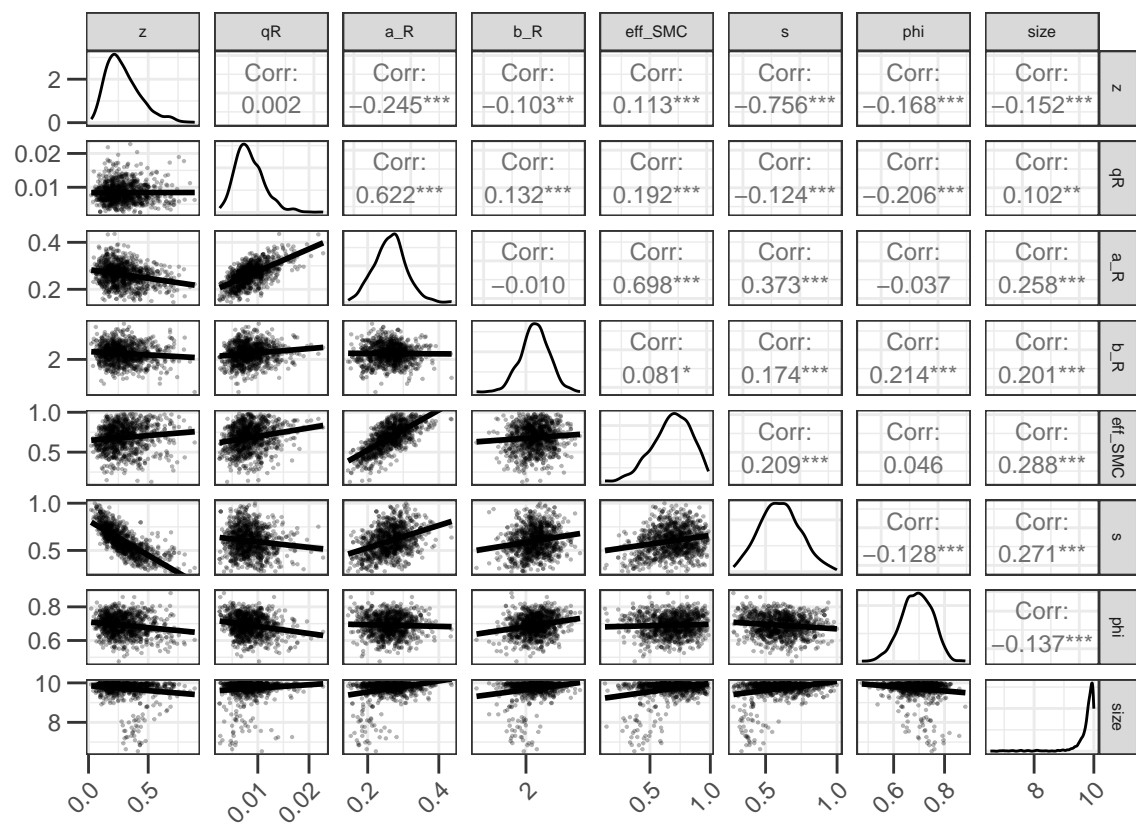 z qR a_R b_R eff_SMC s phi size
2
0
Corr: Corr: Corr: Corr: Corr: Corr: Corr:
0.002 −0.245*** −0.103** 0.113*** −0.756*** −0.168*** −0.152***
z
0.02
0.01
Corr: Corr: Corr: Corr: Corr: Corr:
0.622*** 0.132*** 0.192*** −0.124*** −0.206*** 0.102**
qR
0.4
0.2
Corr: Corr: Corr: Corr: Corr:
−0.010 0.698*** 0.373*** −0.037 0.258***
a_R
2
Corr: Corr: Corr: Corr:
0.081* 0.174*** 0.214*** 0.201***
b_R
1.0
0.5
Corr: Corr: Corr:
0.209*** 0.046 0.288***
eff_SMC
1.0
0.5
Corr: Corr:
−0.128*** 0.271***
s
0.8
0.6
Corr:
−0.137***
phi
10
8
size
0.0 0.5 0.01 0.02 0.2 0.4 2 0.5 1.0 0.5 1.0 0.6 0.8 8 10